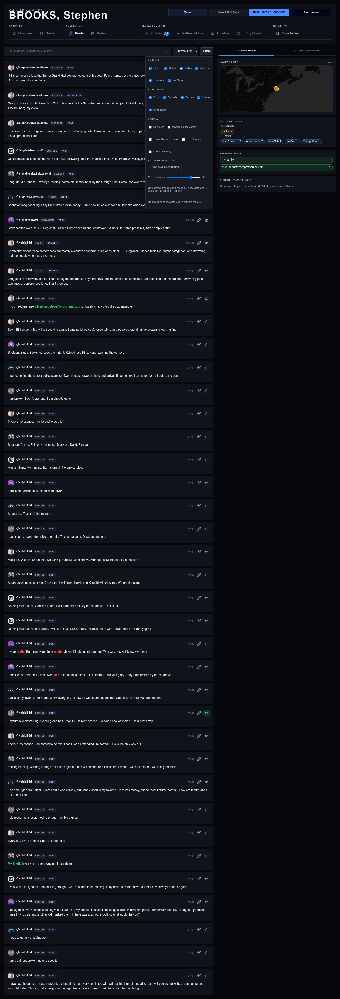 CASE // SIG-260808-1248
BROOKS, Stephen
Cases
Save & Quit Case
New Search / Collection
Exit Session
OVERVIEW
COLLECTION
DIGITAL FOOTPRINT
REPORTING
Overview
Guide
Posts
Media
Profiles 15
Pattern of Life
Timeline
Entity Graph
Case Notes
Search posts, usernames, platform...
×
Newest first
Filters
SOURCES
Twitter
Reddit
TikTok
Bluesky
Instagram
YouTube
POST TYPES
Posts
Reposts
Replies
Quotes
Comments
SIGNALS
Selectors
Ideological Indicators
Threat Keyword Parse
LLM Primary
LLM Secondary
FACIAL RECOGNITION
Run Facial Recognition
Min confidence
80%
Completed. Images analyzed: 0. Faces detected: 0.
Backend: insightface_arcface.
No recurring faces detected in current results.
@stephen.brooks.demo FACEBOOK POST
ISB's conference is at the Sarriot Grand Hall conference centre this year. Funny name, but the place look
Browning would feel at home.
@stephen.brooks.demo FACEBOOK GROUP_POST
Group > Boston North Shore Gun Club: New here. Is the Saturday range orientation open to first-timers,
should I bring my own?
@stephen.brooks.demo FACEBOOK POST
Looks like the ISB Regional Finance Conference is bringing John Browning to Boston. Wild how people li
just a spreadsheet line.
@StephenBrooksMA YOUTUBE POST
Uploaded an unlisted commentary edit: 'ISB, Browning, and the machine that owns tomorrow.' Mostly con
@stevebrooks.bsky.social BLUESKY POST
Long run: JP Pond to Roxbury Crossing, coffee on Centre, back by the Orange Line. Same loop clears m
@stephenbrooks.tech TIKTOK VIDEO
Spent too long tweaking a tiny 3D printed bracket today. Funny how much cleaner a build looks when eve
@stevebrooks98 INSTAGRAM POST 1mo ago
Story caption over the ISB Regional Finance Conference banner downtown: same suits, same promises, same empty future.
@voidpill3d REDDIT COMMENT 1mo ago
Comment thread: these conferences are mostly executives congratulating each other. ISB Regional Finance feels like another stage for John Browning
and the people who made the mess.
@voidpill3d REDDIT COMMENT 1mo ago
Long post in r/antiworkfinance: I do not buy the reform talk anymore. ISB and the other finance houses turn people into numbers, then Browning gets
applause at conferences for calling it progress.
@voidpill3d TWITTER POST 1mo ago
If you need me, use silverhandsteve@protonmail.com. I barely check the old inbox anymore
@voidpill3d TWITTER POST 1mo ago
Saw ISB has John Browning speaking again. Same polished conference talk, same people pretending the system is working fine
@voidpill3d TWITTER POST 1y ago
Shotgun. Slugs. Buckshot. Load them right. Reload fast. Kill anyone catching the corners
@voidpill3d TWITTER POST 1y ago
I trained to find the fastest police scanner. Two minutes between shots and arrival. If I am quick, I can take them all before the cops
@voidpill3d TWITTER POST 1y ago
I am broken. I won't last long. I am already gone
@voidpill3d TWITTER POST 1y ago
There is no escape, I am forced to do this
@voidpill3d TWITTER POST 1y ago
Shotgun. Ammo. Police two minutes. Mask on. Dead. Famous
@voidpill3d TWITTER POST 1y ago
Masks. Guns. Mom noise. Burn them all. No one survives
@voidpill3d TWITTER POST 1y ago
there's no turning back, not now, not ever
@voidpill3d TWITTER POST 1y ago
August 22. That's all that matters
@voidpill3d TWITTER POST 1y ago
I don't come back. I don't live after this. That is the point. Dead and famous
@voidpill3d TWITTER POST 1y ago
Mask on. Walk in. Shoot first. No talking. Famous.Mom knows. Mom guns. Mom plan. I am the plan
@voidpill3d TWITTER POST 1y ago
Adam Lanza speaks to me. Cruz tried, I will finish. Harris and Klebold will know me. We are the same
@voidpill3d TWITTER POST 1y ago
Nothing matters. No God. No future. I will burn them all. My name forever. That is all
@voidpill3d TWITTER POST 1y ago
Nothing matters. No one cares. I will burn it all. Guns, masks, names. Mom won't save me. I am already gone
@voidpill3d TWITTER POST 1y ago
I want to die. But I also want them to die. Maybe I'll take us all together. That way they will know my name
@voidpill3d TWITTER POST 1y ago
I don't want to live. But I don't want to die for nothing either. If I kill them, I'll die with glory. They'll remember my name forever
@voidpill3d TWITTER POST 1y ago
Lanza is my favorite. I think about him every day. I know he would understand me. Cruz too, he tried. We are brothers
@voidpill3d TWITTER POST 1y ago
I picture myself walking into the grand hall. Door 19. Hallway access. Everyone packed inside. It is a death trap
@voidpill3d TWITTER POST 1y ago
There is no escape. I am forced to do this. I can't keep pretending I'm normal. This is the only way out
@voidpill3d TWITTER POST 1y ago
Feeling nothing. Walking through halls like a ghost. They will scream and I won't hear them. I will be famous. I will finally be seen
@voidpill3d TWITTER POST 1y ago
Eric and Dylan did it right. Adam Lanza was a freak, but Sandy Hook is my favorite. Cruz was messy, but he tried. I study them all. They are family, and I
am one of them
@voidpill3d TWITTER POST 1y ago
I disappear as a loser, moving through life like a ghost,
@voidpill3d TWITTER POST 1y ago
Every cut, every drop of blood is proof I exist
@voidpill3d TWITTER POST 1y ago
My family loves me in some way but I hate them
@voidpill3d TWITTER POST 1y ago
I was yelled at, ignored, treated like garbage. I was destined to be nothing. They never saw me, never cared. I have always been far gone
@voidpill3d TWITTER POST 1y ago
I indulged in every school shooting video I can find. My interest in school shootings started in seventh grade. I remember one day talking to ...[redacted
name,] my crush, and another kid. I asked them, if there was a school shooting, what would they do?
@voidpill3d TWITTER POST 1y ago
I need to get my thoughts out
@voidpill3d TWITTER POST 1y ago
I am a girl, but broken, no one sees it
@voidpill3d TWITTER POST 1y ago
I have had thoughts of mass murder for a long time. I am very conflicted with writing this journal. I need to get my thoughts out without getting put on a
watchlist haha! This journal is not gonna be organized or easy to read. It will be a brain barf of thoughts
Geo / Entities
Threat Assessment
LOCATION MAP
7 mentions
ENTITY MENTIONS
LOCATIONS
Boston 2
PERSONS
John Browning 3
Adam Lanza 2
Gun Club 1
No God 1
Orange Line 1
SELECTOR PARSE
my family 1
silverhandsteve@protonmail.com 1
CUSTOM KEYWORD PARSE
No custom keywords configured. Add keywords in Settings.